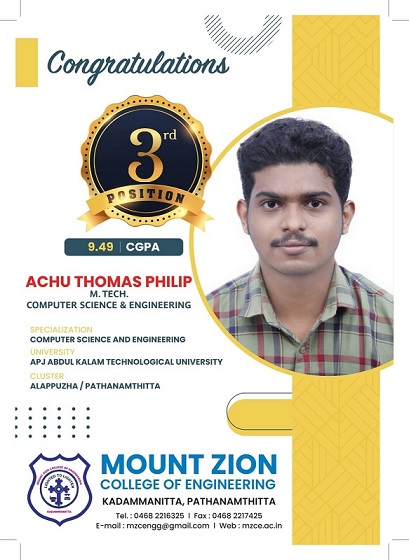 Congratulations
3rd
POSITION
9.49 | CGPA
ACHU THOMAS PHILIP
M. TECH.
COMPUTER SCIENCE & ENGINEERING
SPECIALIZATION
COMPUTER SCIENCE AND ENGINEERING
UNIVERSITY
APJ ABDUL KALAM TECHNOLOGICAL UNIVERSITY
CLUSTER
ALAPPUZHA / PATHANAMTHITTA
MOUNT ZION
COLLEGE OF ENGINEERING
KADAMMANITTA, PATHANAMTHITTA
Tel. : 0468 2216325 | Fax : 0468 2217425
E-mail : mzcengg@gmail.com | Web : mzce.ac.in